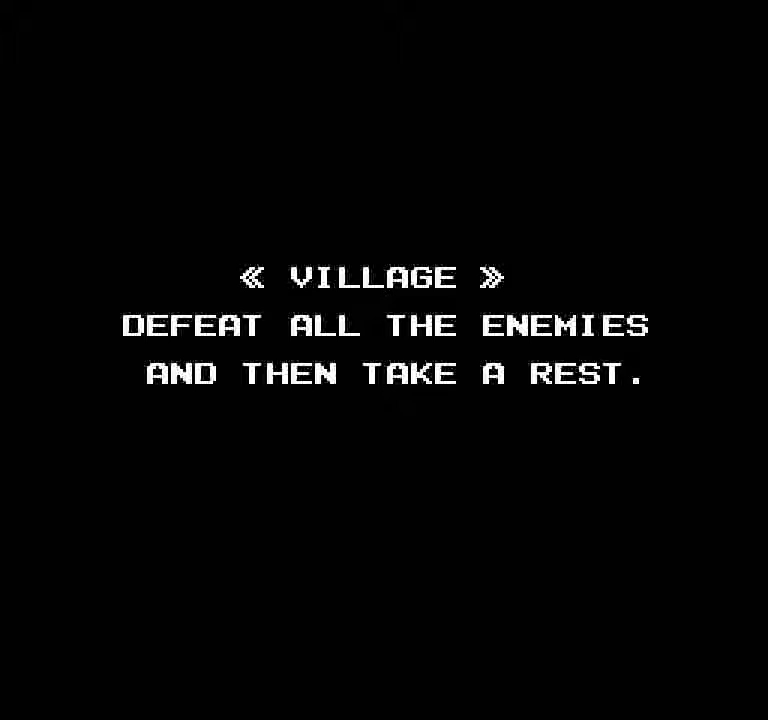 « VILLAGE »
DEFEAT ALL THE ENEMIES
AND THEN TAKE A REST.